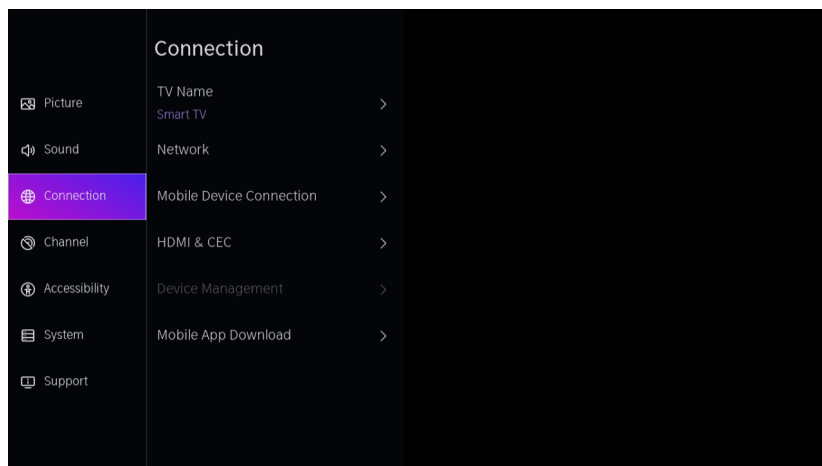 Connection
Picture
Sound
Connection
Channel
Accessibility
System
Support
TV Name
Smart TV
Network
Mobile Device Connection
HDMI & CEC
Device Management
Mobile App Download